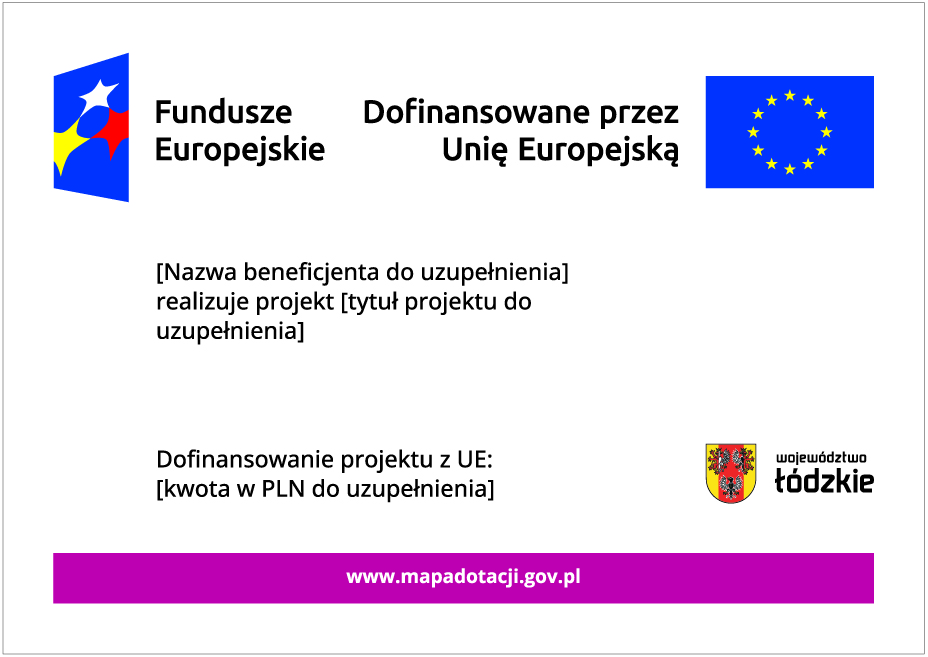 Fundusze
Europejskie
Dofinansowane przez
Unię Europejską
[Nazwa beneficjenta do uzupełnienia]
realizuje projekt [tytuł projektu do
uzupełnienia]
Dofinansowanie projektu z UE:
[kwota w PLN do uzupełnienia]
województwo
łódzkie
www.mapadotacji.gov.pl